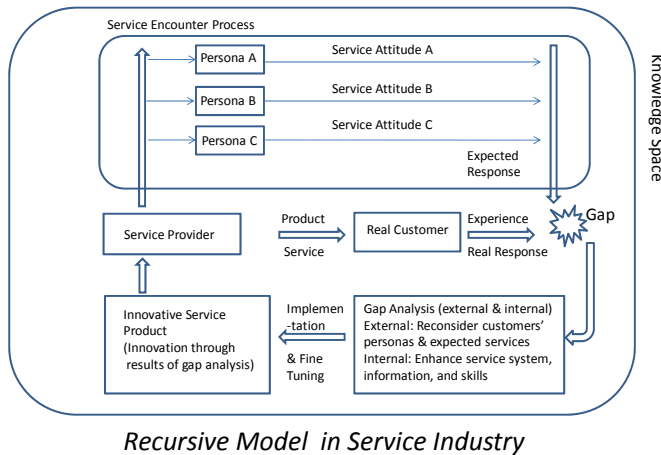 Service Encounter Process
Persona A
Service Attitude A
Persona B
Service Attitude B
Persona C
Service Attitude C
Expected
Response
Knowledge Space
Service Provider
Product
Service
Real Customer
Experience
Real Response
Gap
Innovative Service
Product
(Innovation through
results of gap analysis)
Implemen
-tation
& Fine
Tuning
Gap Analysis (external & internal)
External: Reconsider customers'
personas & expected services
Internal: Enhance service system,
information, and skills
Recursive Model in Service Industry